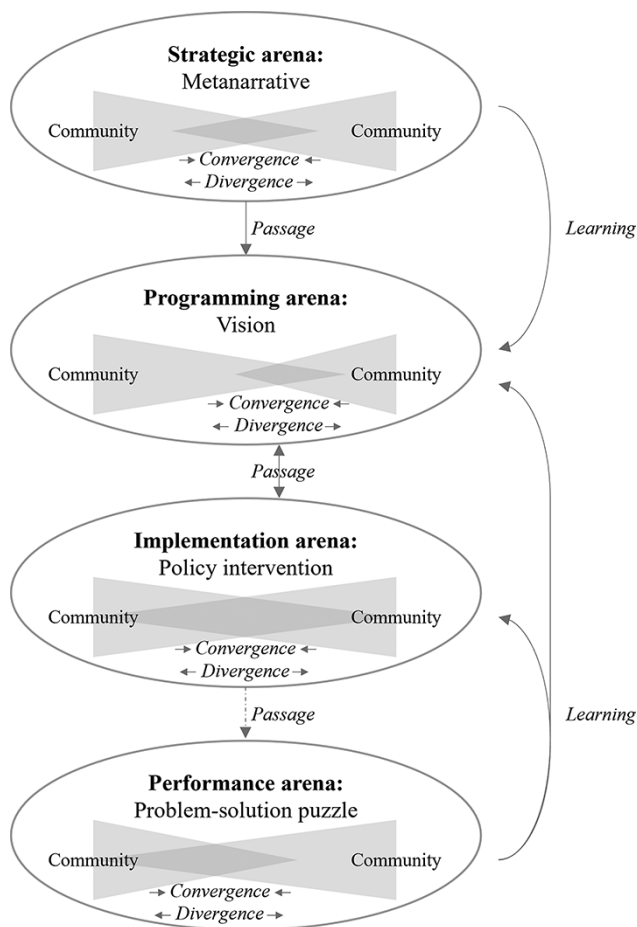 Strategic arena:
Metanarrative
Community Community
Convergence
Divergence
Passage
Learning
Programming arena:
Vision
Community Community
Convergence
Divergence
Passage
Implementation arena:
Policy intervention
Community Community
Convergence
Divergence
Passage
Learning
Performance arena:
Problem-solution puzzle
Community Community
Convergence
Divergence